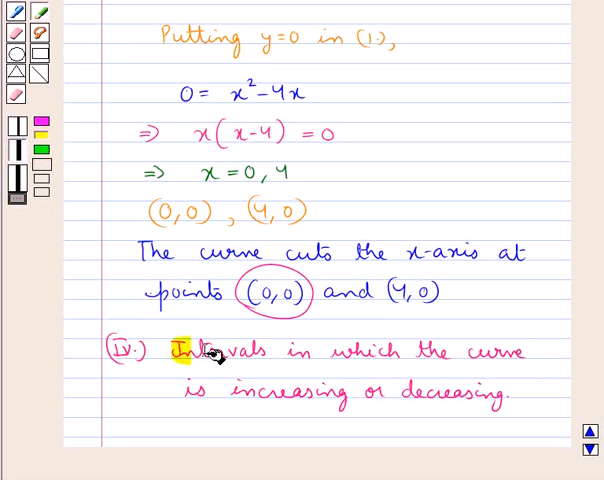 Putting y=0 in (1.),
0 = x²-4x
⇒ x(x-4) = 0
⇒ x = 0, 4
(0,0), (4,0)
The curve cuts the x-axis at
points (0,0) and (4,0)
(IV.) Intervals in which the curve
is increasing or decreasing.